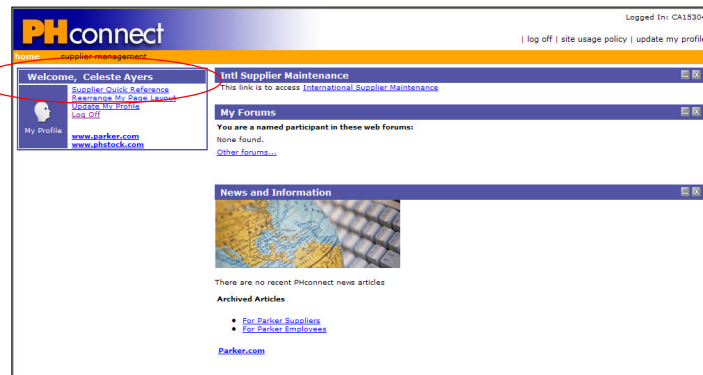 Logged In: CA15304
PHconnect
| log off | site usage policy | update my profile
home supplier management
Welcome, Celeste Ayers
Supplier Quick Reference
Rearrange My Page Layout
Update My Profile
Log Off
My Profile
www.parker.com
www.phstock.com
Intl Supplier Maintenance
This link is to access International Supplier Maintenance
My Forums
You are a named participant in these web forums:
None found.
Other forums...
News and Information
There are no recent PHconnect news articles
Archived Articles
For Parker Suppliers
For Parker Employees
Parker.com